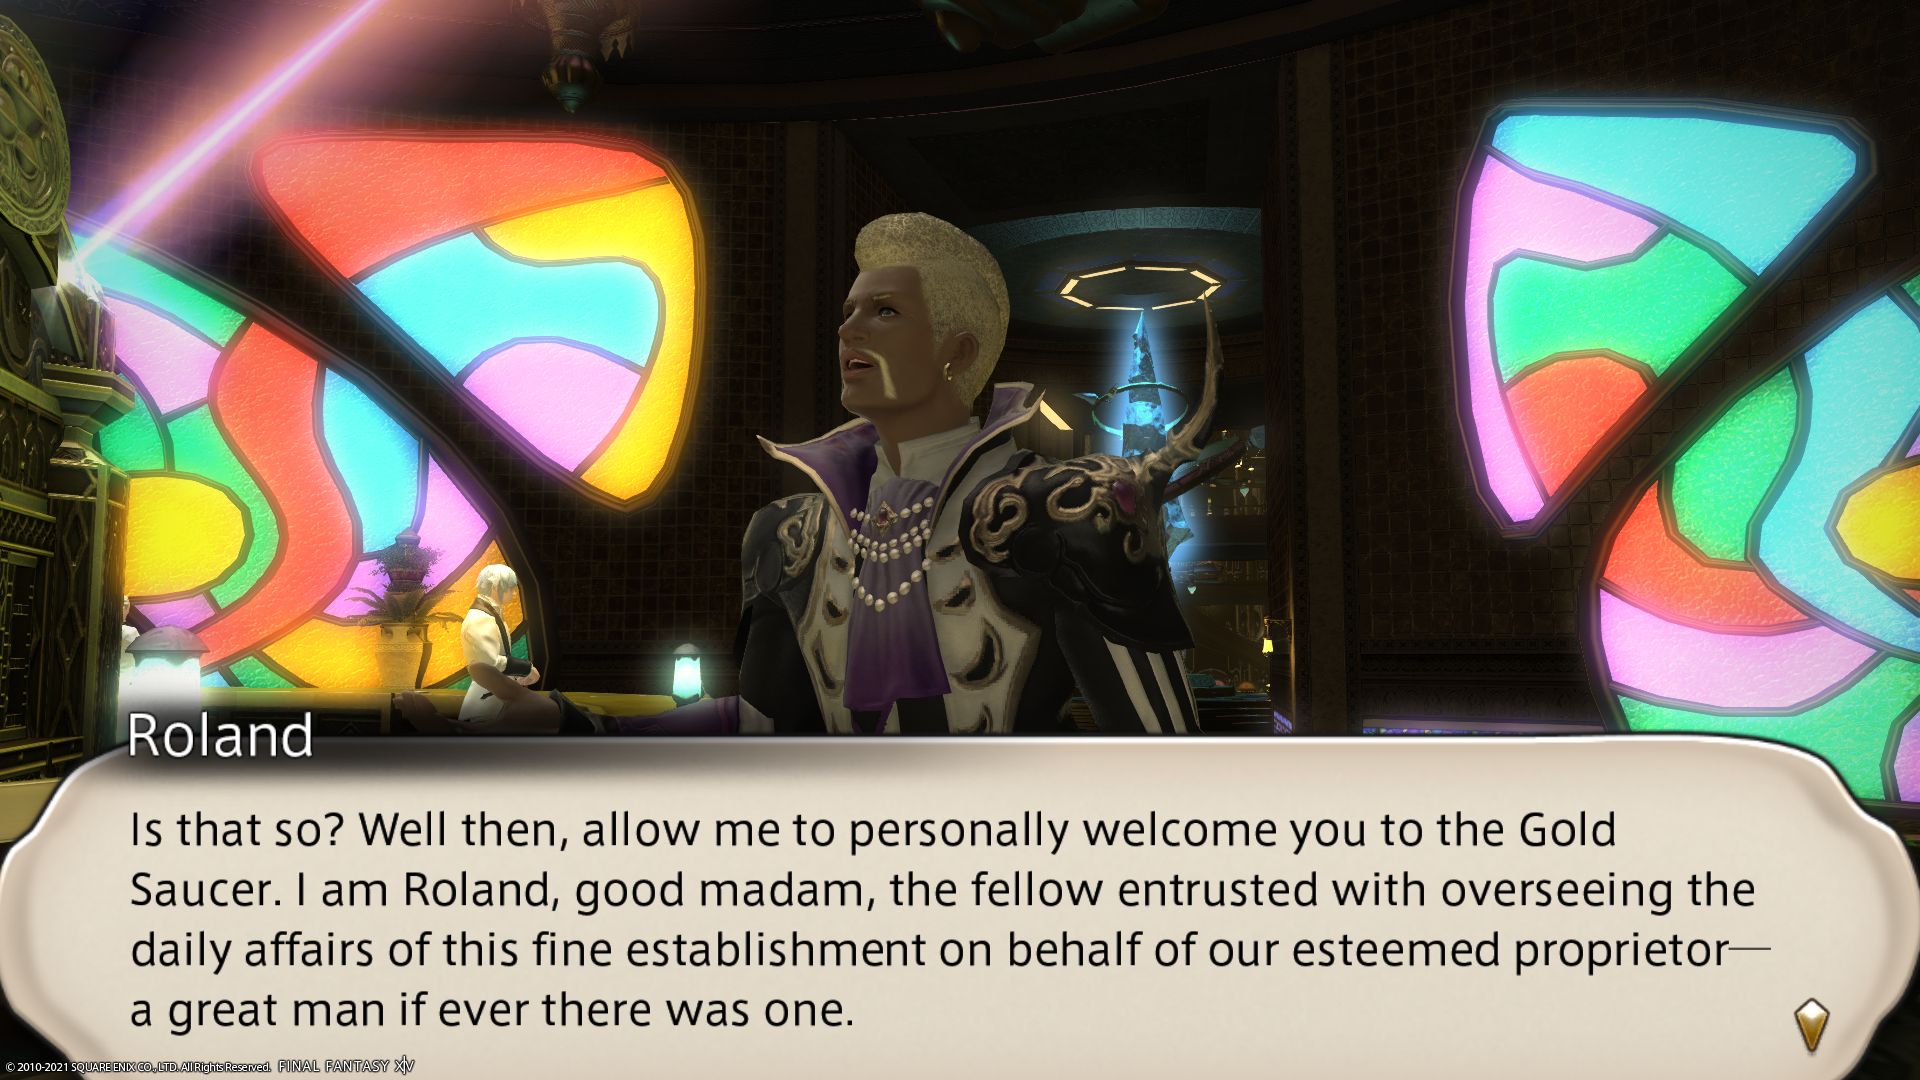 Roland
Is that so? Well then, allow me to personally welcome you to the Gold
Saucer. I am Roland, good madam, the fellow entrusted with overseeing the
daily affairs of this fine establishment on behalf of our esteemed proprietor—
a great man if ever there was one.
© 2010-2021 SQUARE ENIX CO., LTD. All Rights Reserved. FINAL FANTASY XIV